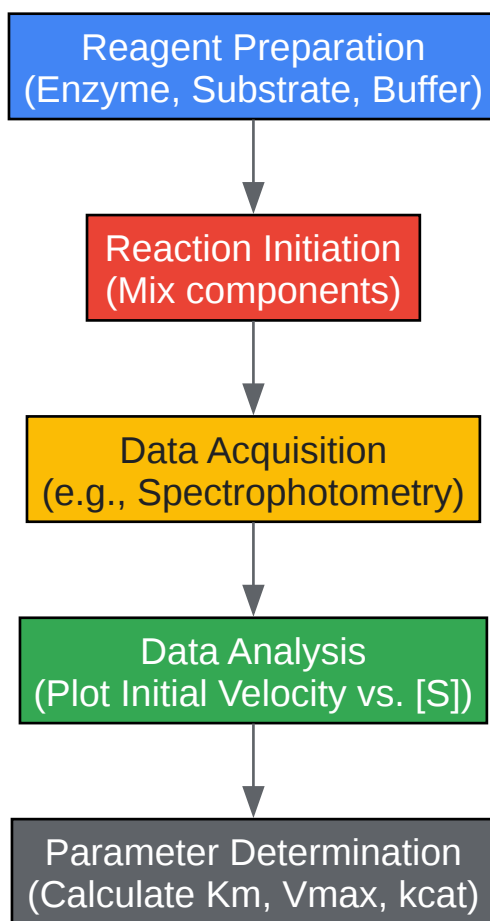 Reagent Preparation
(Enzyme, Substrate, Buffer)
Reaction Initiation
(Mix components)
Data Acquisition
(e.g., Spectrophotometry)
Data Analysis
(Plot Initial Velocity vs. [S])
Parameter Determination
(Calculate Km, Vmax, kcat)